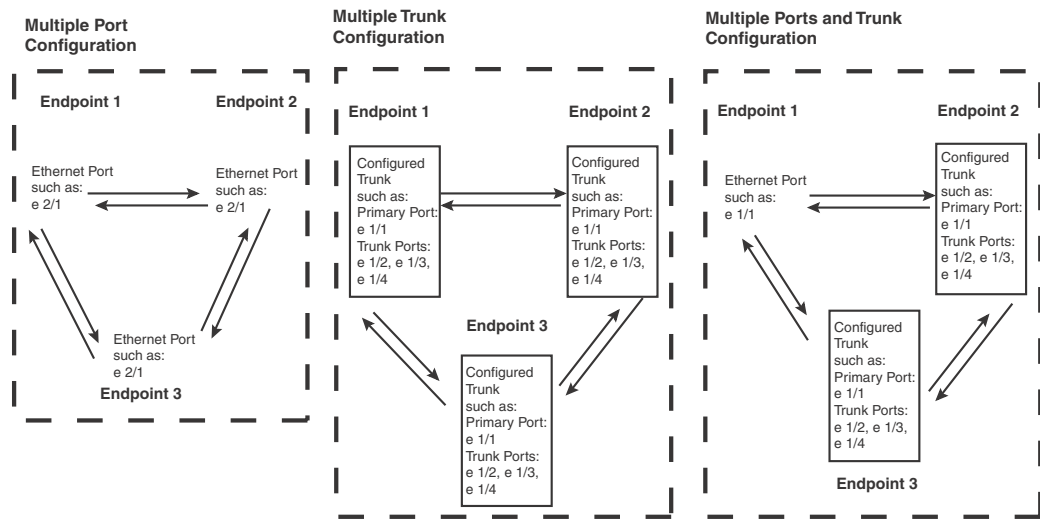 Multiple Port
Configuration
Endpoint 1
Endpoint 2
Ethernet Port
such as:
e 2/1
Ethernet Port
such as:
e 2/1
Ethernet Port
such as:
e 2/1
Endpoint 3
Multiple Trunk
Configuration
Endpoint 1
Endpoint 2
Configured
Trunk
such as:
Primary Port:
e 1/1
Trunk Ports:
e 1/2, e 1/3,
e 1/4
Configured
Trunk
such as:
Primary Port:
e 1/1
Trunk Ports:
e 1/2, e 1/3,
e 1/4
Endpoint 3
Configured
Trunk
such as:
Primary Port:
e 1/1
Trunk Ports:
e 1/2, e 1/3,
e 1/4
Multiple Ports and Trunk
Configuration
Endpoint 1
Endpoint 2
Ethernet Port
such as:
e 1/1
Configured
Trunk
such as:
Primary Port:
e 1/1
Trunk Ports:
e 1/2, e 1/3,
e 1/4
Configured
Trunk
such as:
Primary Port:
e 1/1
Trunk Ports:
e 1/2, e 1/3,
e 1/4
Endpoint 3